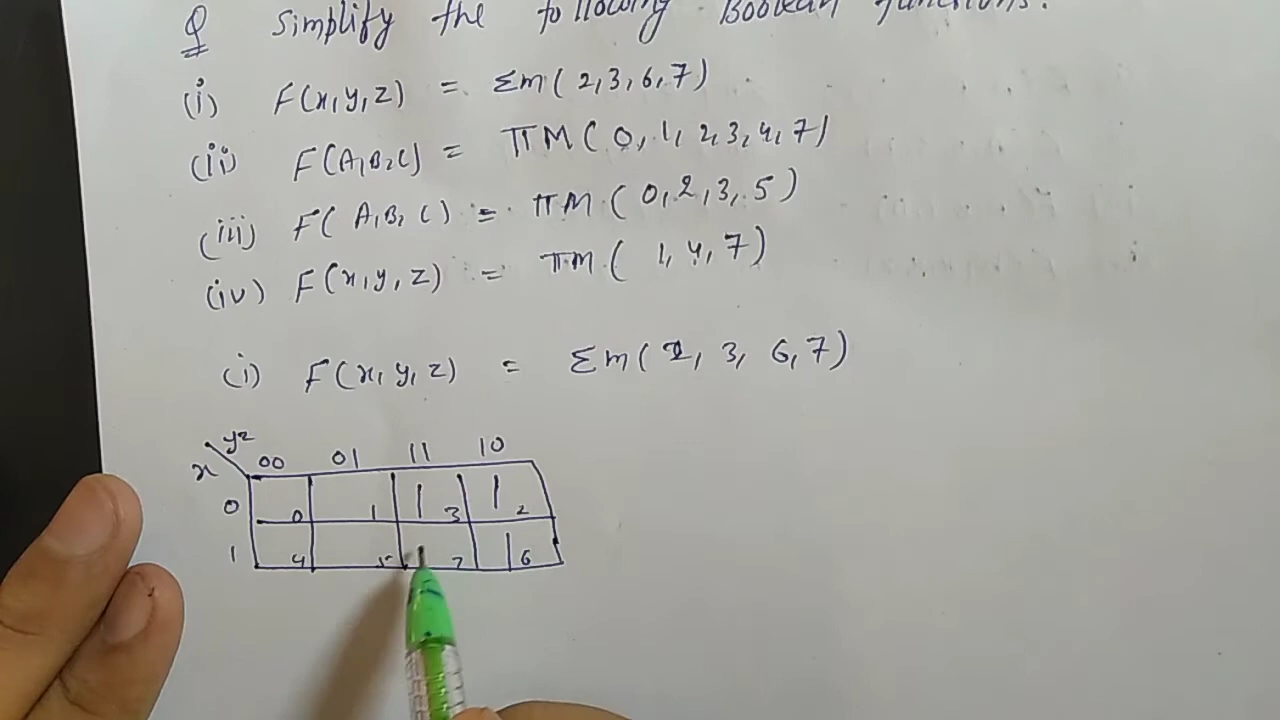 Q Simplify the following Boolean functions.
(i) F(x,y,z) = Σm(2,3,6,7)
(ii) F(A,B,C) = πM(0,1,2,3,4,7)
(iii) F(A,B,C) = πM(0,2,3,5)
(iv) F(x,y,z) = πM(1,4,7)
(i) F(x,y,z) = Σm(2,3,6,7)
yz
x 00 01 11 10
0 0 1 1 3 1 2
1 4 5 1 7 1 6